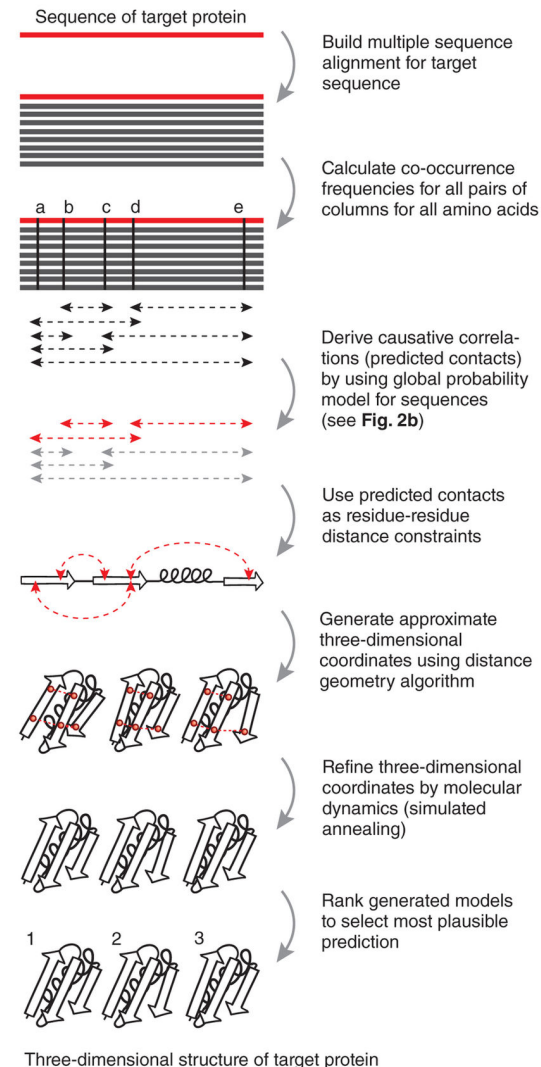 Sequence of target protein
Build multiple sequence
alignment for target
sequence
Calculate co-occurrence
frequencies for all pairs of
columns for all amino acids
a b c d e
Derive causative correla-
tions (predicted contacts)
by using global probability
model for sequences
(see Fig. 2b)
Use predicted contacts
as residue-residue
distance constraints
Generate approximate
three-dimensional
coordinates using distance
geometry algorithm
Refine three-dimensional
coordinates by molecular
dynamics (simulated
annealing)
Rank generated models
to select most plausible
prediction
1 2 3
Three-dimensional structure of target protein